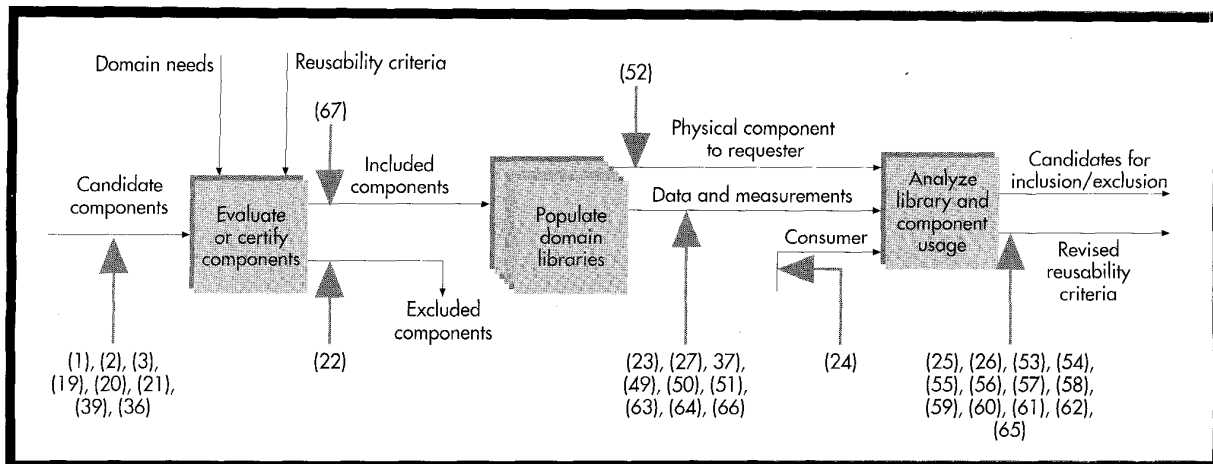 Domain needs
Reusability criteria
(67)
(52)
Candidate
components
Evaluate
or certify
components
Included
components
Excluded
components
Populate
domain
libraries
Physical component
to requester
Data and measurements
Consumer
Analyze
library and
component
usage
Candidates for
inclusion/exclusion
Revised
reusability
criteria
(1), (2), (3),
(19), (20), (21),
(39), (36)
(22)
(23), (27), 37),
(49), (50), (51),
(63), (64), (66)
(24)
(25), (26), (53), (54),
(55), (56), (57), (58),
(59), (60), (61), (62),
(65)